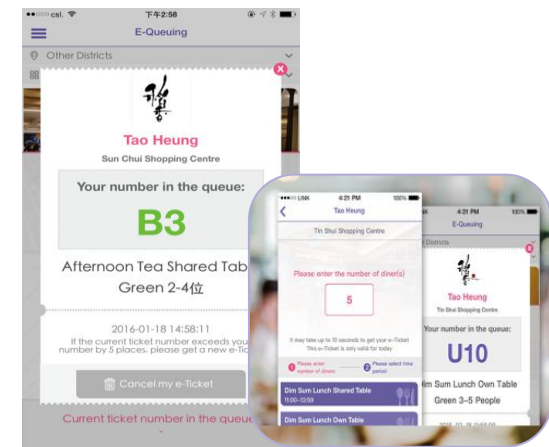 csl.
下午2:58
E-Queuing
Other Districts
Tao Heung
Sun Chui Shopping Centre
Your number in the queue:
B3
Afternoon Tea Shared Tab
Green 2-4位
2016-01-18 14:58:11
If the current ticket number exceeds you
number by 5 places, please get a new e-Tic
Cancel my e-Ticket
Current ticket number in the queue
-
LINK
4:21 PM
100%
Tao Heung
Tin Shui Shopping Centre
Please enter the number of diner(s)
5
It may take up to 10 seconds to get your e-Ticket
This e-Ticket is only valid for today
1 Please enter
number of diners
2 Please select time
period
Dim Sum Lunch Shared Table
11:00-13:59
Dim Sum Lunch Own Table
4:21 PM
100%
E-Queuing
Districts
Tao Heung
Tin Shui Shopping Centre
Your number in the queue:
U10
im Sum Lunch Own Table
Green 3-5 People